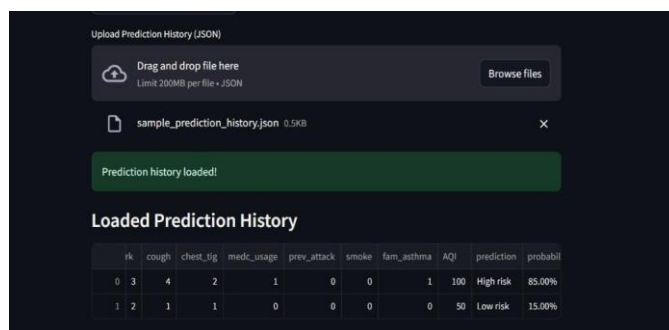 Upload Prediction History (JSON)
Drag and drop file here
Limit 200MB per file • JSON
Browse files
sample_prediction_history.json 0.5KB
Prediction history loaded!
Loaded Prediction History
rk cough chest_tig medc_usage prev_attack smoke fam_asthma AQI prediction probabil
0 3 4 2 1 0 0 1 100 High risk 85.00%
1 2 1 1 0 0 0 0 50 Low risk 15.00%